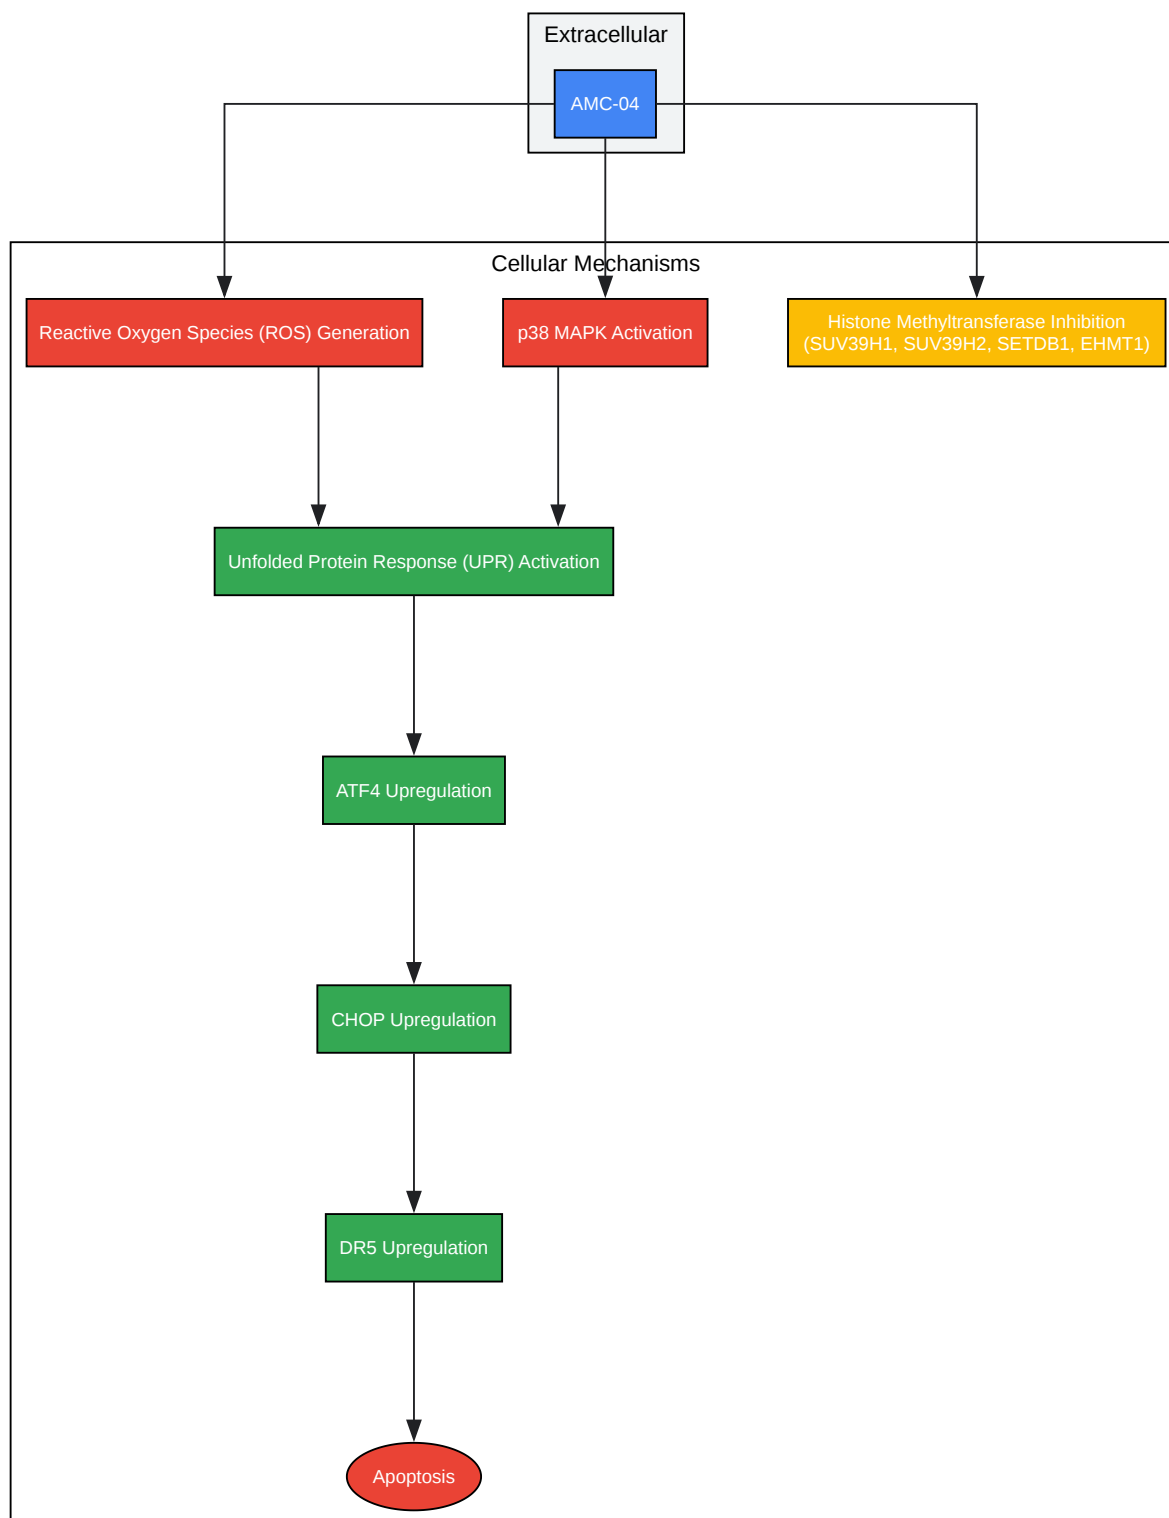 Extracellular
AMC-04
Cellular Mechanisms
Reactive Oxygen Species (ROS) Generation
p38 MAPK Activation
Histone Methyltransferase Inhibition
(SUV39H1, SUV39H2, SETDB1, EHMT1)
Unfolded Protein Response (UPR) Activation
ATF4 Upregulation
CHOP Upregulation
DR5 Upregulation
Apoptosis